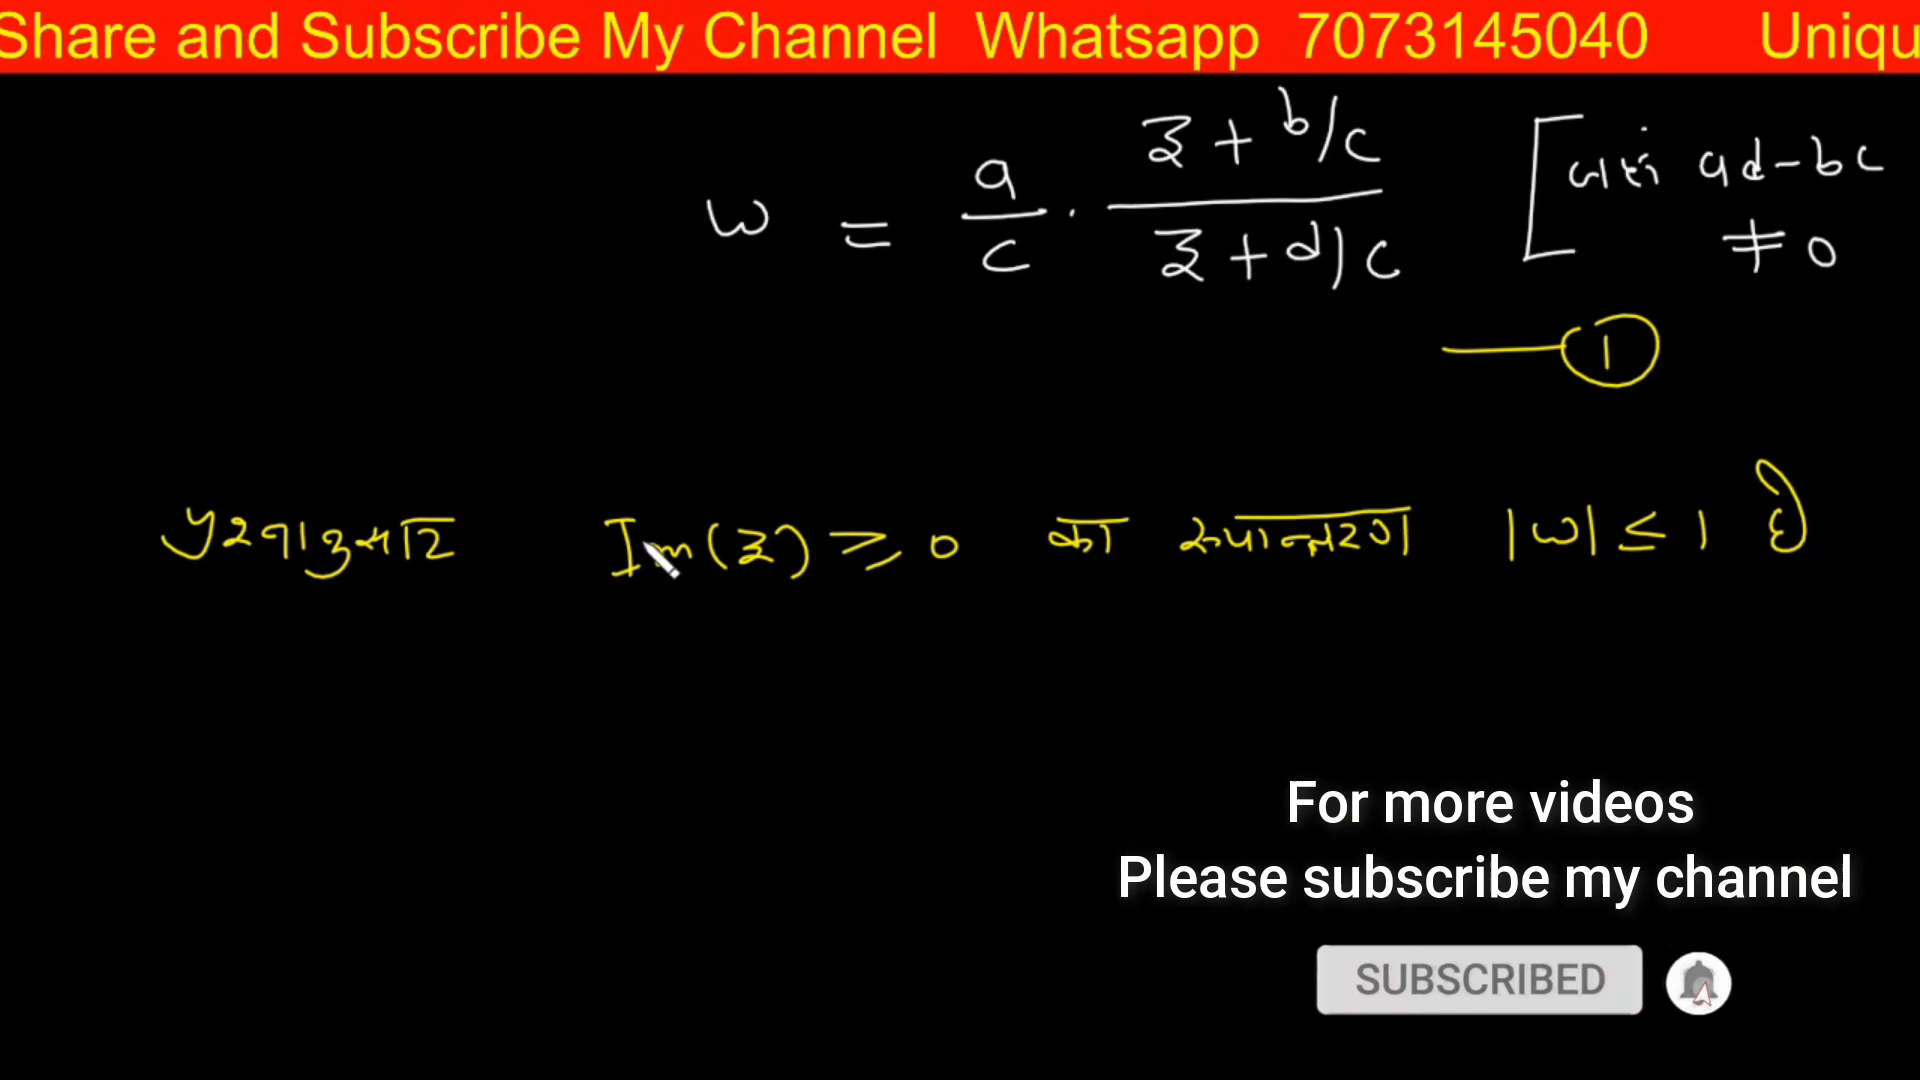 Share and Subscribe My Channel Whatsapp 7073145040 Uniqu
w = a/c · (z + b/c)/(z + d/c) [जहां ad-bc ≠ 0
1
प्रश्नानुसार Im(z) ≥ 0 का रूपान्तरण |w| ≤ 1 है
For more videos
Please subscribe my channel
SUBSCRIBED